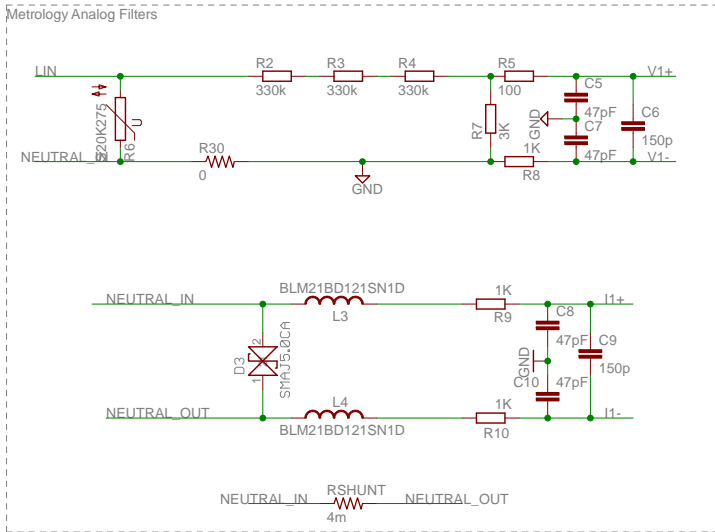 Metrology Analog Filters
LIN
R2
330k
R3
330k
R4
330k
R5
100
C5
47pF
V1+
S20K275
R6
U
R7
3K
GND
C7
47pF
C6
150p
NEUTRAL_IN
R30
0
GND
1K
R8
V1-
NEUTRAL_IN
BLM21BD121SN1D
L3
1K
R9
I1+
C8
47pF
D3
1
2
SMAJ5.0CA
GND
C9
150p
C10
47pF
NEUTRAL_OUT
L4
BLM21BD121SN1D
1K
R10
I1-
NEUTRAL_IN
RSHUNT
4m
NEUTRAL_OUT